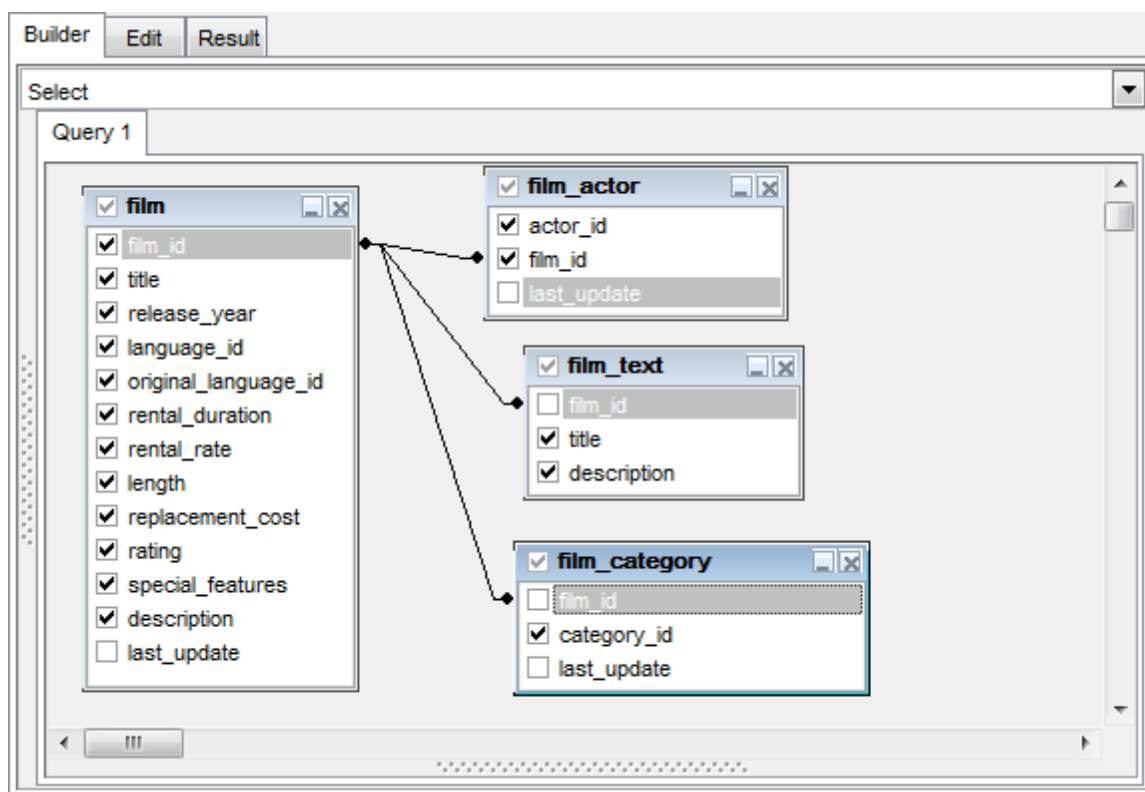 Builder Edit Result
Select
Query 1
film
film_id
title
release_year
language_id
original_language_id
rental_duration
rental_rate
length
replacement_cost
rating
special_features
description
last_update
film_actor
actor_id
film_id
last_update
film_text
film_id
title
description
film_category
film_id
category_id
last_update